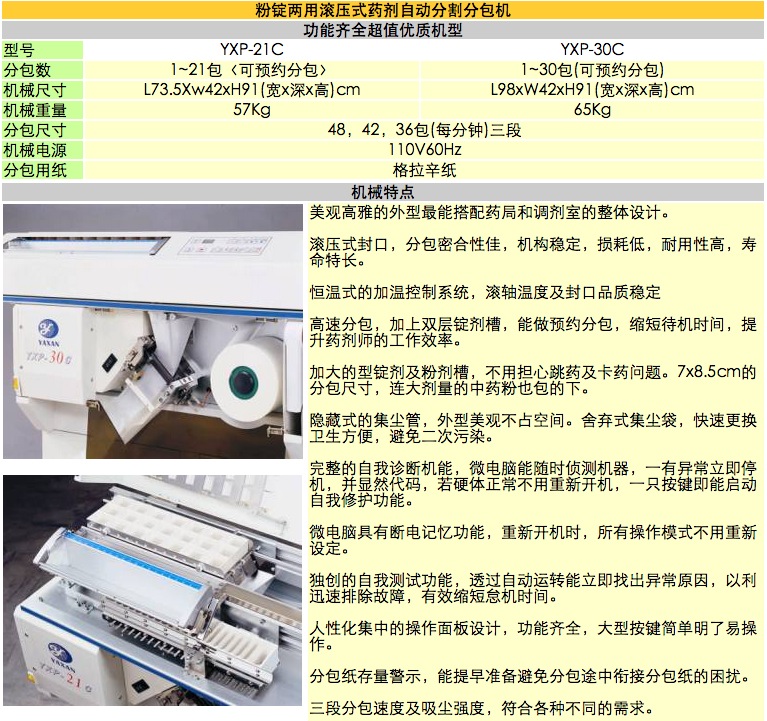 粉锭两用滚压式药剂自动分割分包机
功能齐全超值优质机型
型号 YXP-21C YXP-30C
分包数 1~21包〈可预约分包〉 1~30包(可预约分包)
机械尺寸 L73.5Xw42xH91(宽x深x高)cm L98xW42xH91(宽x深x高)cm
机械重量 57Kg 65Kg
分包尺寸 48，42，36包(每分钟)三段
机械电源 110V60Hz
分包用纸 格拉辛纸
机械特点
美观高雅的外型最能搭配药局和调剂室的整体设计。
滚压式封口，分包密合性佳，机构稳定，损耗低，耐用性高，寿
命特长。
恒温式的加温控制系统，滚轴温度及封口品质稳定
高速分包，加上双层锭剂槽，能做预约分包，缩短待机时间，提
升药剂师的工作效率。
加大的型锭剂及粉剂槽，不用担心跳药及卡药问题。7x8.5cm的
分包尺寸，连大剂量的中药粉也包的下。
隐藏式的集尘管，外型美观不占空间。舍弃式集尘袋，快速更换
卫生方便，避免二次污染。
完整的自我诊断机能，微电脑能随时侦测机器，一有异常立即停
机，并显然代码，若硬体正常不用重新开机，一只按键即能启动
自我修护功能。
微电脑具有断电记忆功能，重新开机时，所有操作模式不用重新
设定。
独创的自我测试功能，透过自动运转能立即找出异常原因，以利
迅速排除故障，有效缩短怠机时间。
人性化集中的操作面板设计，功能齐全，大型按键简单明了易操
作。
分包纸存量警示，能提早准备避免分包途中衔接分包纸的困扰。
三段分包速度及吸尘强度，符合各种不同的需求。
YAXAN
YXP-30C
YAXAN
YXP-21C